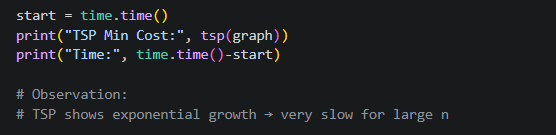 start = time.time()
print("TSP Min Cost:", tsp(graph))
print("Time:", time.time()-start)

# Observation:
# TSP shows exponential growth → very slow for large n